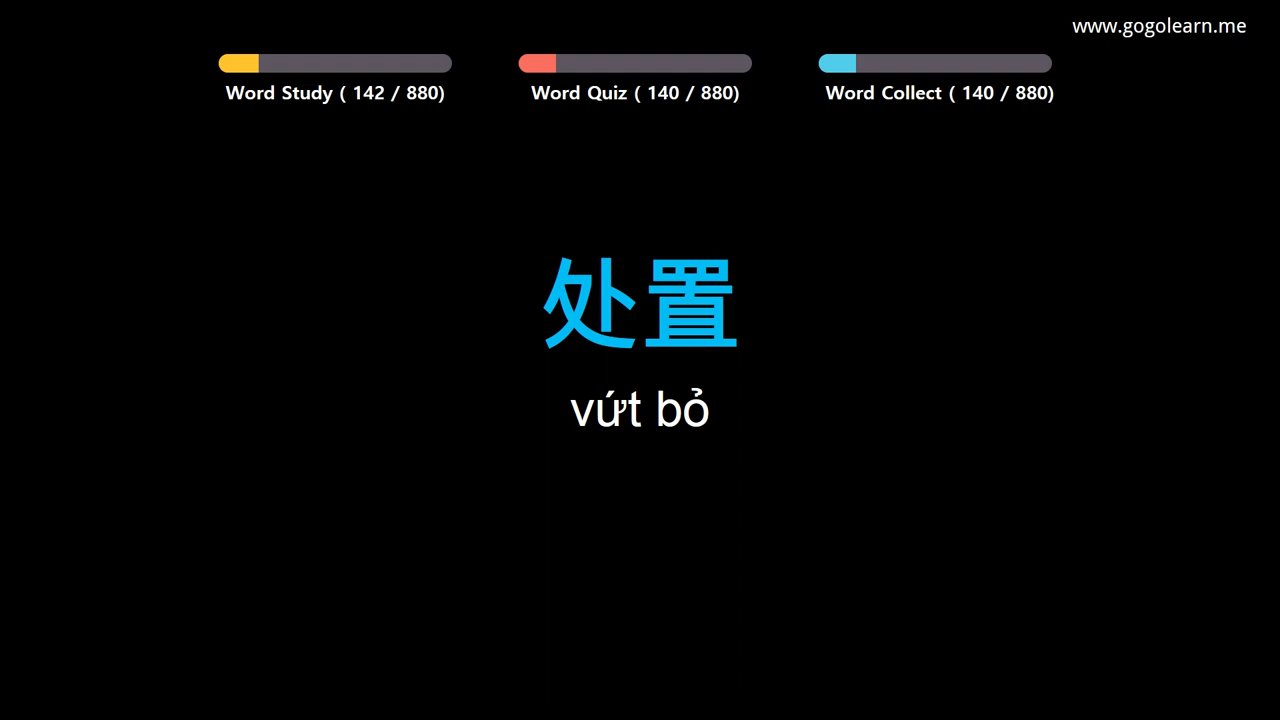 www.gogolearn.me
Word Study ( 142 / 880)
Word Quiz ( 140 / 880)
Word Collect ( 140 / 880)
处置
vứt bỏ